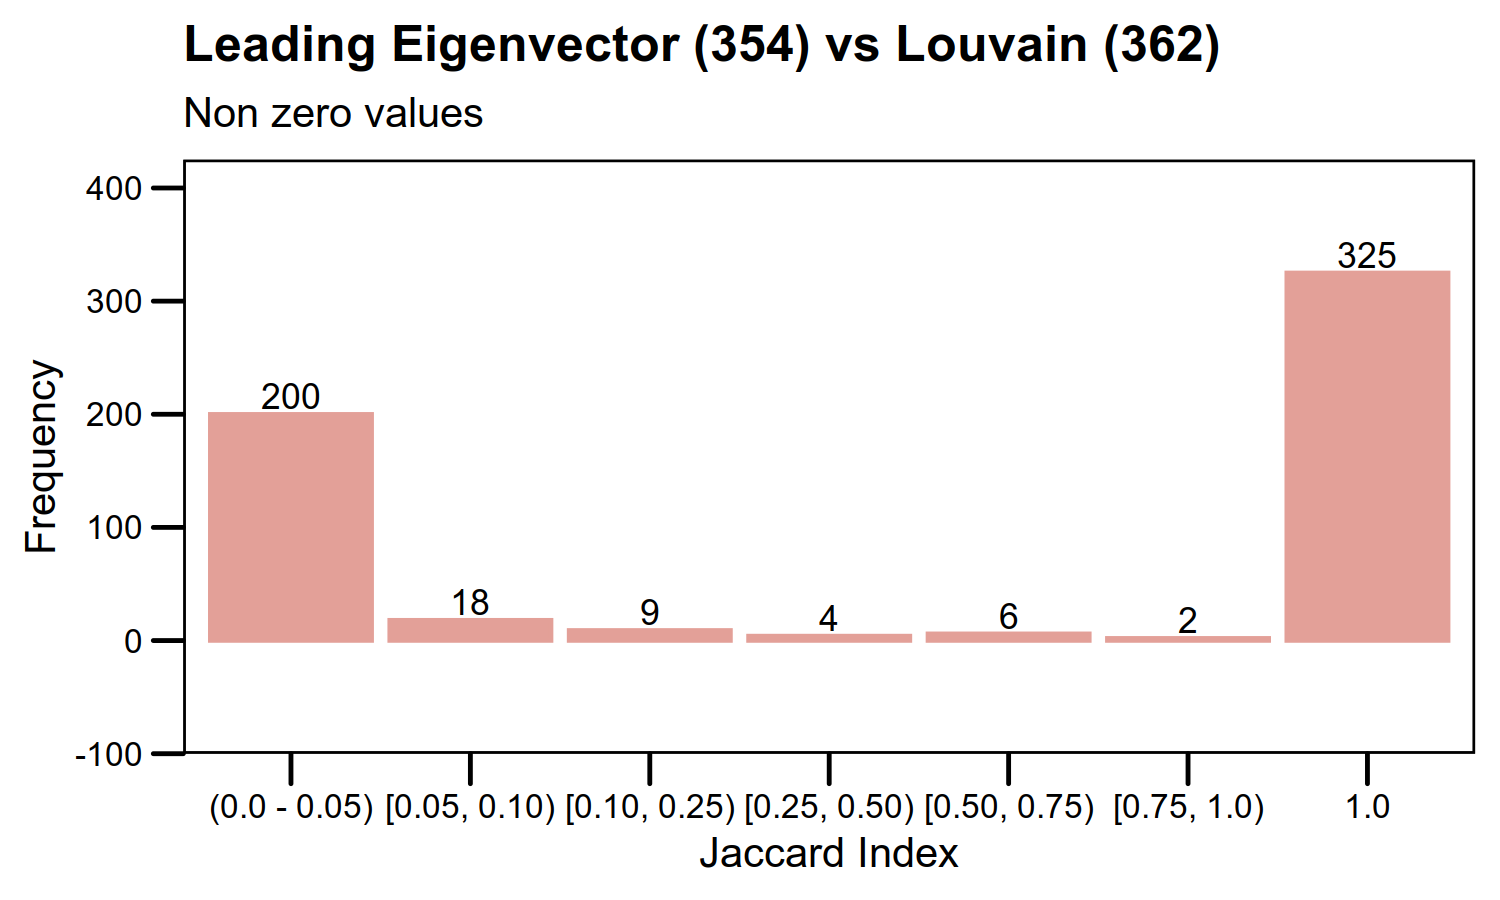 Leading Eigenvector (354) vs Louvain (362)
Non zero values
400
300
200
100
0
-100
Frequency
200
18
9
4
6
2
325
(0.0 - 0.05) [0.05, 0.10) [0.10, 0.25) [0.25, 0.50) [0.50, 0.75) [0.75, 1.0) 1.0
Jaccard Index